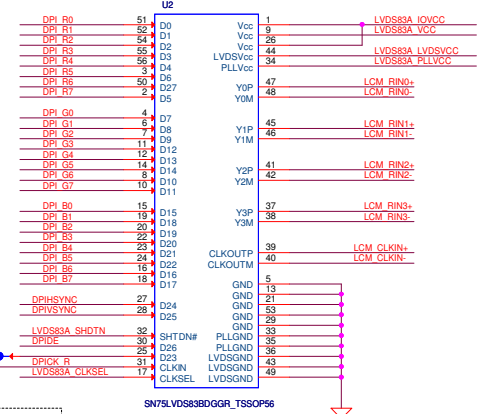 U2
DPI_R0 51 D0 Vcc 1 LVDS83A_IOVCC
DPI_R1 52 D1 Vcc 9 LVDS83A_VCC
DPI_R2 54 D2 Vcc 26
DPI_R3 55 D3 LVDSVcc 44 LVDS83A_LVDSVCC
DPI_R4 56 D4 PLLVcc 34 LVDS83A_PLLVCC
DPI_R5 3 D6
DPI_R6 50 D27 Y0P 47 LCM_RIN0+
DPI_R7 2 D5 Y0M 48 LCM_RIN0-
DPI_G0 4 D7
DPI_G1 6 D8 Y1P 45 LCM_RIN1+
DPI_G2 7 D9 Y1M 46 LCM_RIN1-
DPI_G3 11 D12
DPI_G4 12 D13
DPI_G5 14 D14 Y2P 41 LCM_RIN2+
DPI_G6 8 D10 Y2M 42 LCM_RIN2-
DPI_G7 10 D11
DPI_B0 15 D15 Y3P 37 LCM_RIN3+
DPI_B1 19 D18 Y3M 38 LCM_RIN3-
DPI_B2 20 D19
DPI_B3 22 D20
DPI_B4 23 D21 CLKOUTP 39 LCM_CLKIN+
DPI_B5 24 D22 CLKOUTM 40 LCM_CLKIN-
DPI_B6 16 D16
DPI_B7 18 D17 GND 5
GND 13
DPIHSYNC 27 D24 GND 21
DPIVSYNC 28 D25 GND 53
GND 29
LVDS83A_SHTDN 32 SHTDN# PLLGND 33
DPIDE 30 D26 PLLGND 35
25 D23 LVDSGND 36
DPICK_R 31 CLKIN LVDSGND 43
LVDS83A_CLKSEL 17 CLKSEL LVDSGND 49
SN75LVDS83BDGGR_TSSOP56